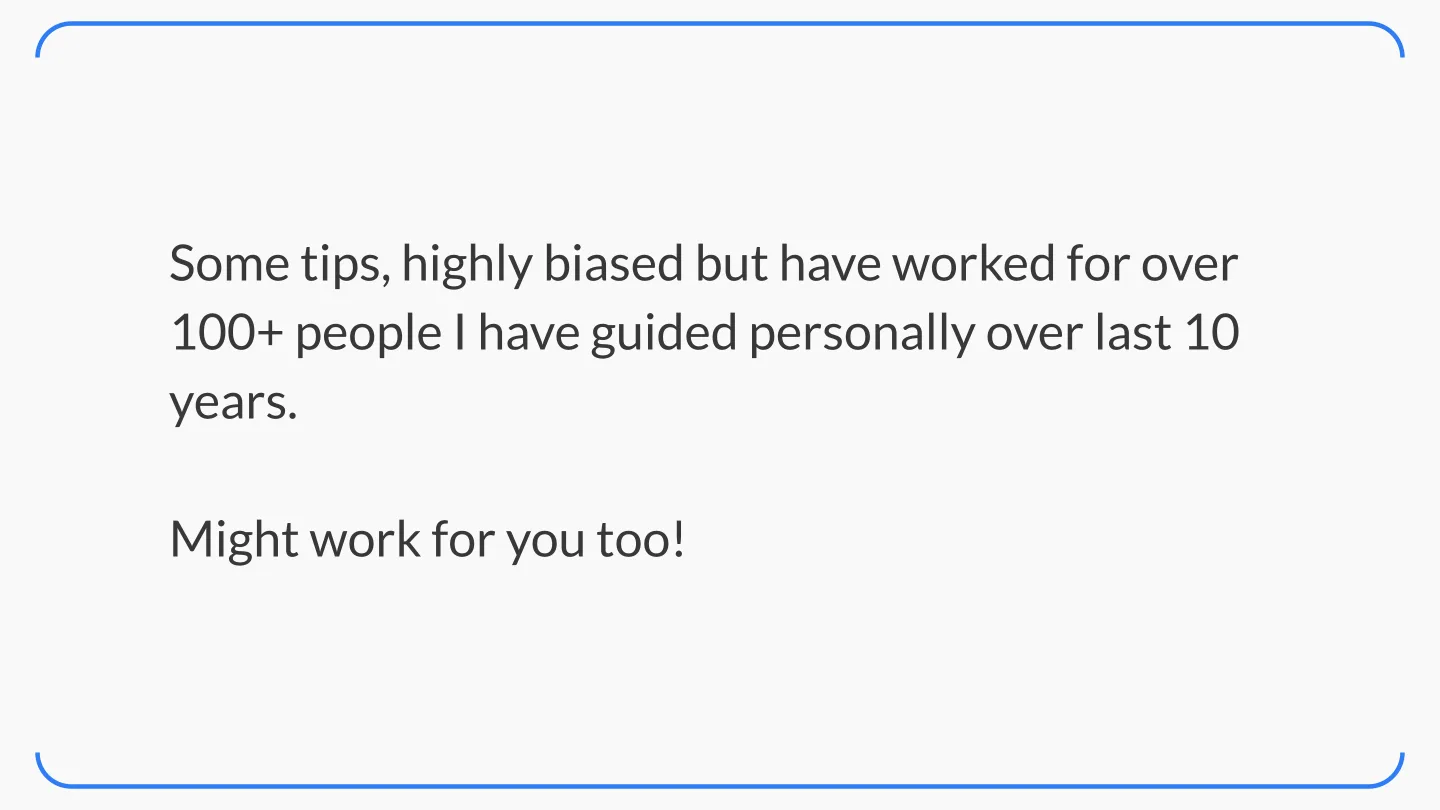 Some tips, highly biased but have worked for over
100+ people I have guided personally over last 10
years.
Might work for you too!